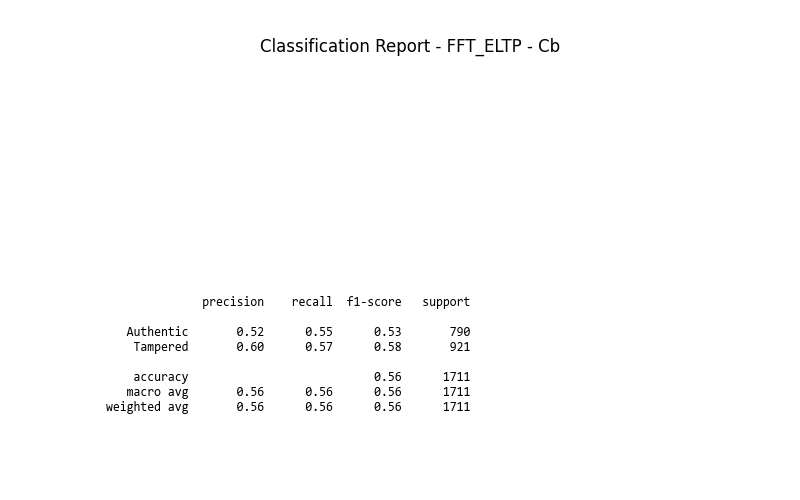 Classification Report - FFT_ELTP - Cb
precision recall f1-score support
Authentic 0.52 0.55 0.53 790
Tampered 0.60 0.57 0.58 921
accuracy 0.56 1711
macro avg 0.56 0.56 0.56 1711
weighted avg 0.56 0.56 0.56 1711